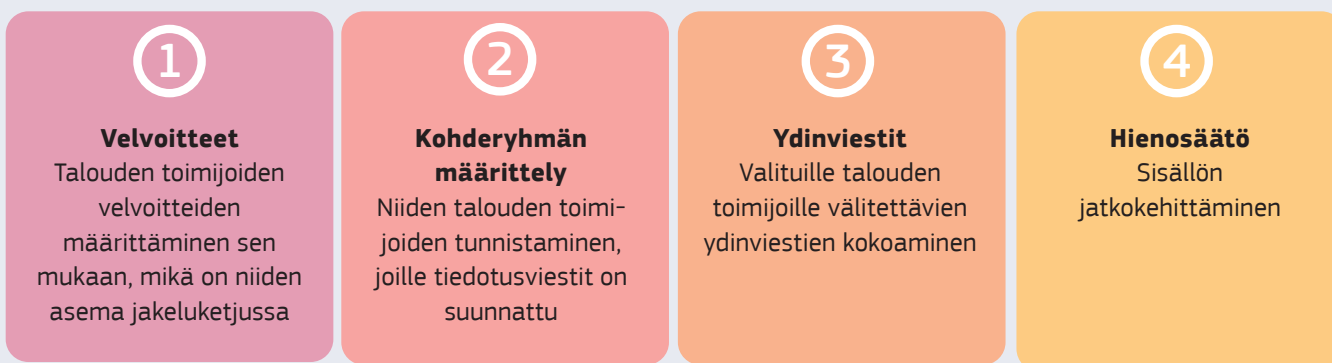 1
Velvoitteet
Talouden toimijoiden
velvoitteiden
määrittäminen sen
mukaan, mikä on niiden
asema jakeluketjussa
2
Kohderyhmän
määrittely
Niiden talouden toimi-
joiden tunnistaminen,
joille tiedotusviestit on
suunnattu
3
Ydinviestit
Valituille talouden
toimijoille välitettävien
ydinviestien kokoaminen
4
Hienosäätö
Sisällön
jatkokehittäminen